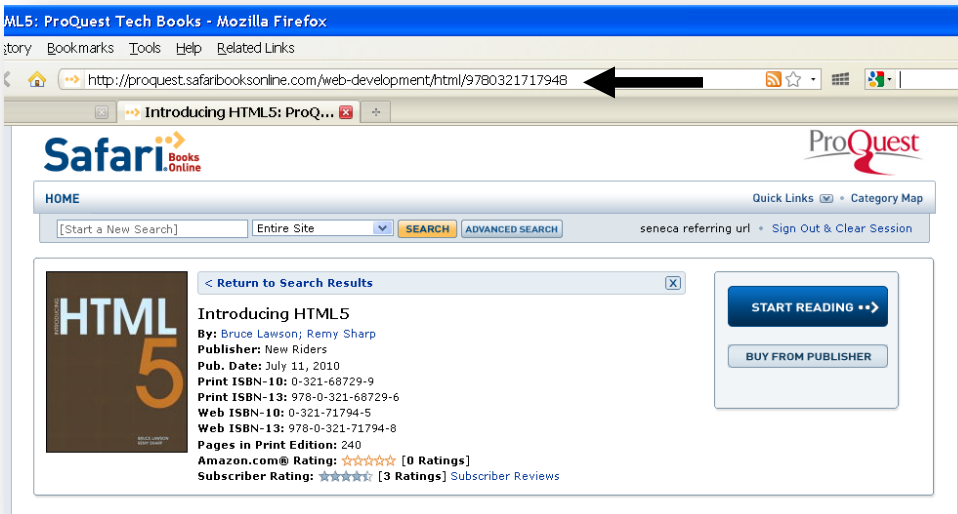 ML5: ProQuest Tech Books - Mozilla Firefox
story Bookmarks Tools Help Related Links
http://proquest.safaribooksonline.com/web-development/html/9780321717948
Introducing HTML5: ProQ...
Safari Books Online
ProQuest
HOME Quick Links • Category Map
[Start a New Search] Entire Site SEARCH ADVANCED SEARCH seneca referring url • Sign Out & Clear Session
< Return to Search Results X
INTRODUCING
HTML
5
BRUCE LAWSON
REMY SHARP
Introducing HTML5
By: Bruce Lawson; Remy Sharp
Publisher: New Riders
Pub. Date: July 11, 2010
Print ISBN-10: 0-321-68729-9
Print ISBN-13: 978-0-321-68729-6
Web ISBN-10: 0-321-71794-5
Web ISBN-13: 978-0-321-71794-8
Pages in Print Edition: 240
Amazon.com® Rating: [0 Ratings]
Subscriber Rating: [3 Ratings] Subscriber Reviews
START READING
BUY FROM PUBLISHER